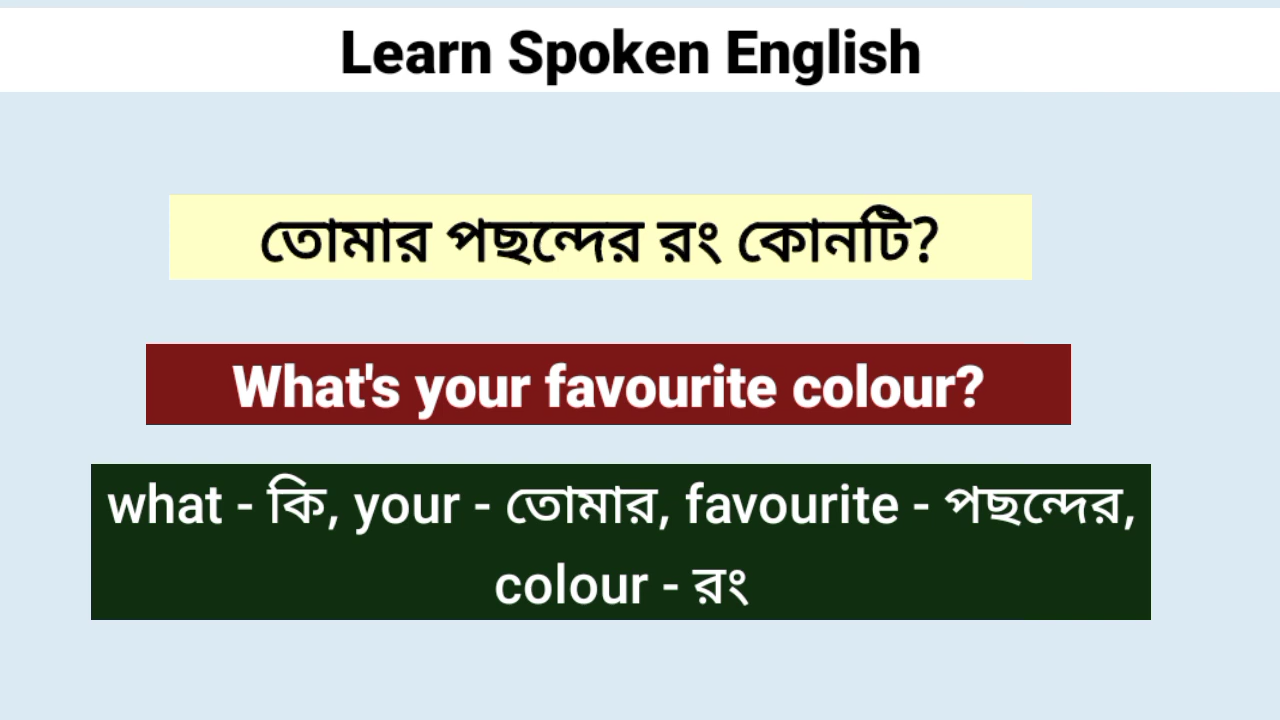 Learn Spoken English
তোমার পছন্দের রং কোনটি?
What's your favourite colour?
what - কি, your - তোমার, favourite - পছন্দের,
colour - রং